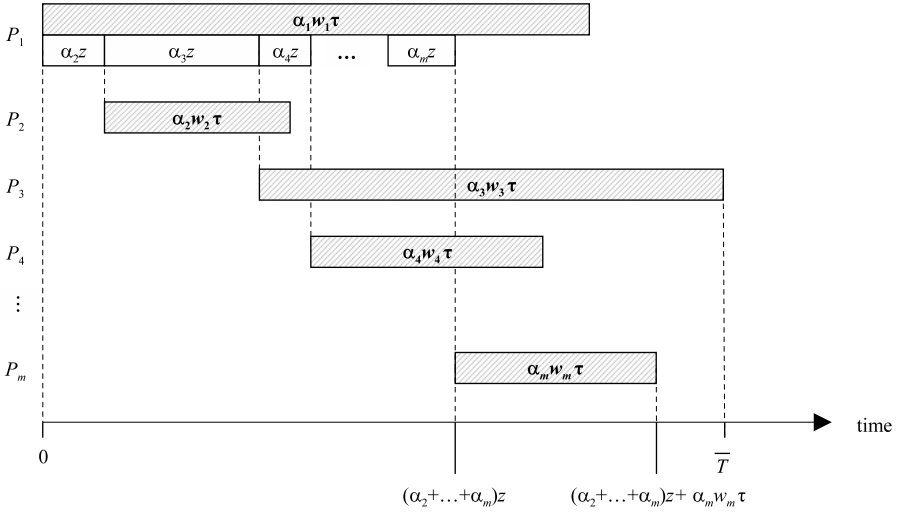 P₁ α₁w₁τ
α₂z α₃z α₄z ... αₘz
P₂ α₂w₂τ
P₃ α₃w₃τ
P₄ α₄w₄τ
⋮
Pₘ αₘwₘτ
time
0 T̅
(α₂+...+αₘ)z (α₂+...+αₘ)z + αₘwₘτ